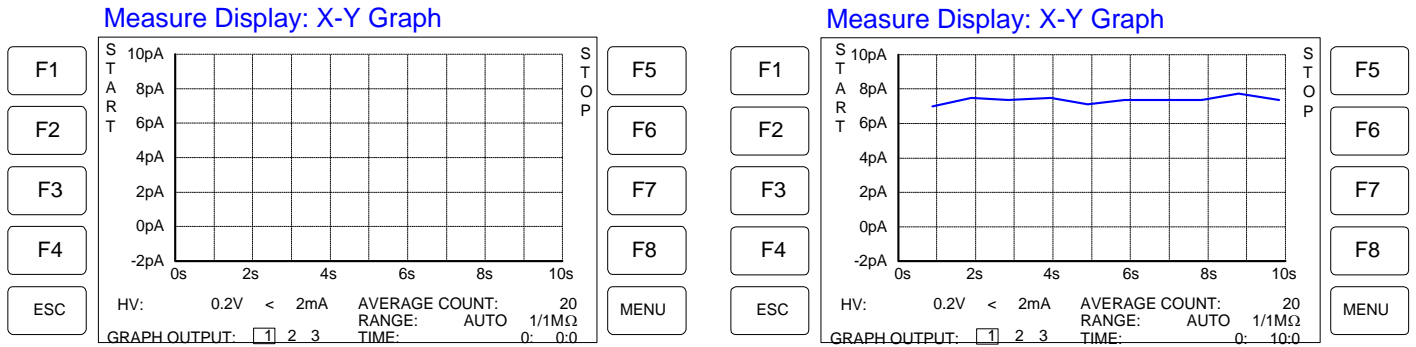 Measure Display: X-Y Graph
F1
F2
F3
F4
ESC
START
10pA
8pA
6pA
4pA
2pA
0pA
-2pA
0s 2s 4s 6s 8s 10s
STOP
HV: 0.2V < 2mA AVERAGE COUNT: 20
RANGE: AUTO 1/1MΩ
GRAPH OUTPUT: 1 2 3 TIME: 0: 0:0
F5
F6
F7
F8
MENU
Measure Display: X-Y Graph
F1
F2
F3
F4
ESC
START
10pA
8pA
6pA
4pA
2pA
0pA
-2pA
0s 2s 4s 6s 8s 10s
STOP
HV: 0.2V < 2mA AVERAGE COUNT: 20
RANGE: AUTO 1/1MΩ
GRAPH OUTPUT: 1 2 3 TIME: 0: 10:0
F5
F6
F7
F8
MENU